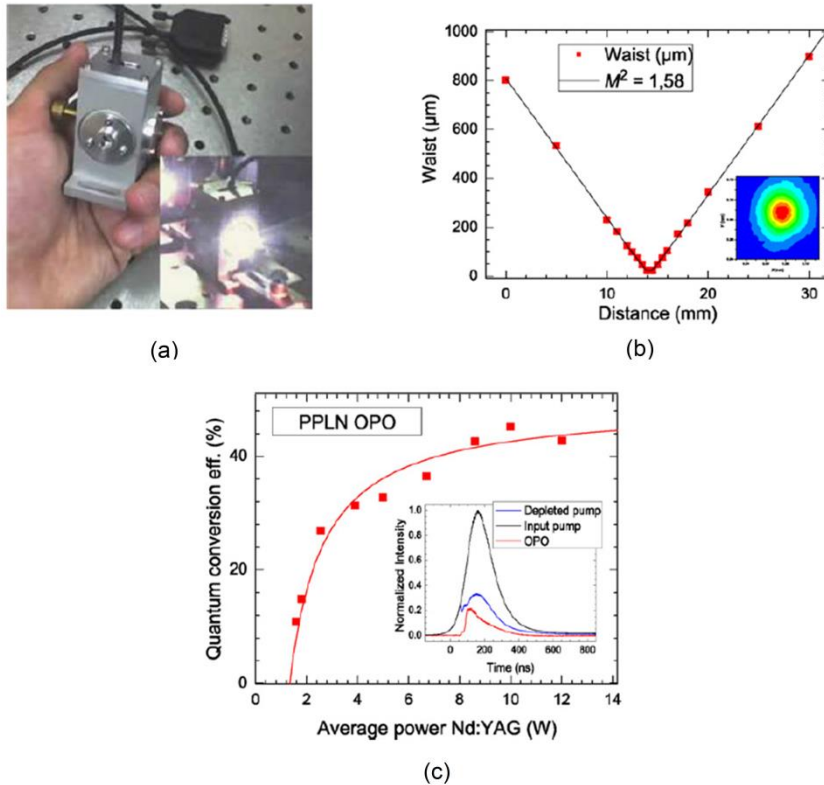 (a)
1000
800
600
400
200
0
Waist (µm)
Waist (µm)
M² = 1,58
0
10
20
30
Distance (mm)
(b)
PPLN OPO
Quantum conversion eff. (%)
40
20
0
0
2
4
6
8
10
12
14
Average power Nd:YAG (W)
Depleted pump
Input pump
OPO
Normalized Intensity
1.0
0.8
0.6
0.4
0.2
0.0
0
200
400
600
800
Time (ns)
(c)